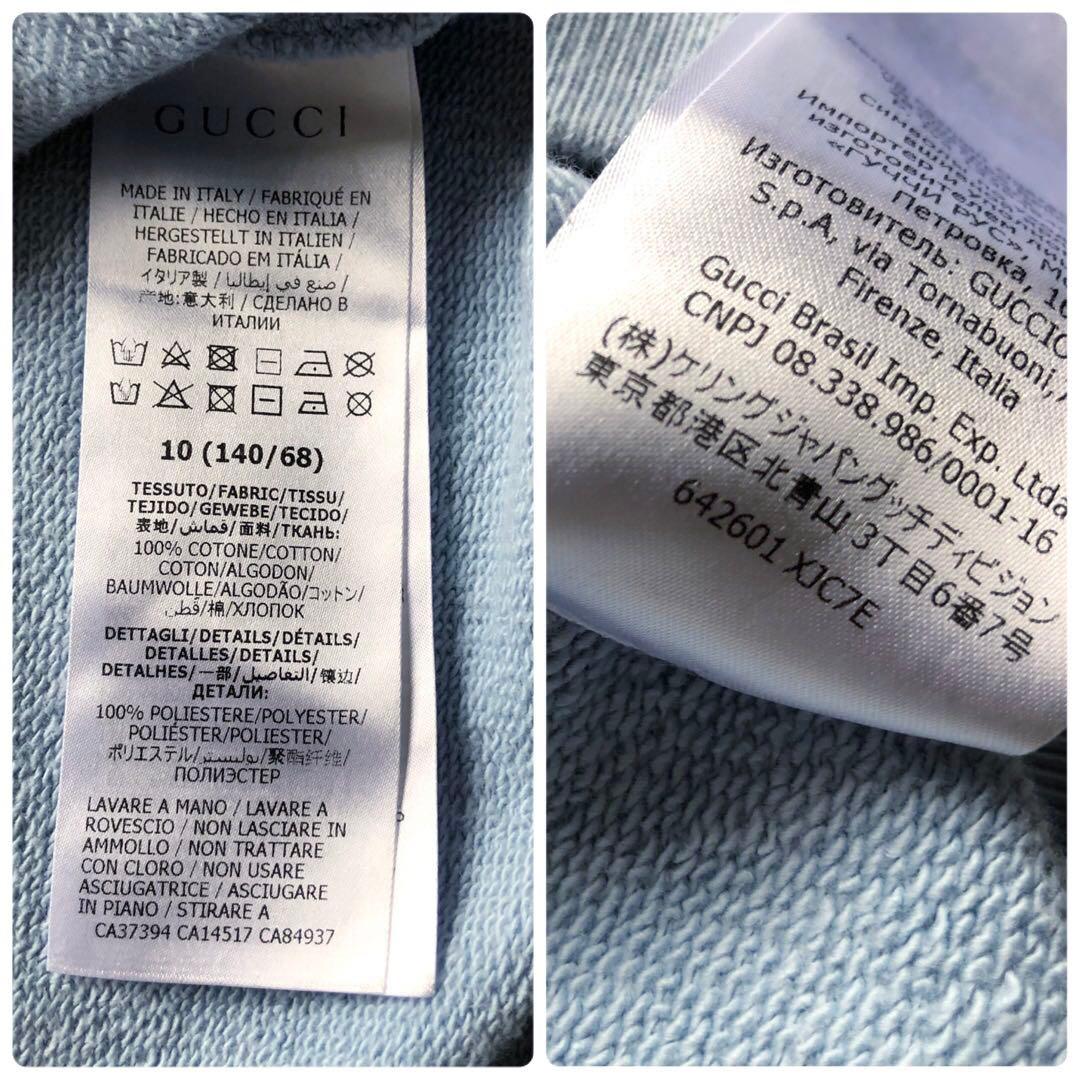 GUCCI
MADE IN ITALY / FABRIQUÉ EN
ITALIE / HECHO EN ITALIA /
HERGESTELLT IN ITALIEN /
FABRICADO EM ITÁLIA /
イタリア製 / صنع في إيطاليا /
产地:意大利 / СДЕЛАНО В
ИТАЛИИ
10 (140/68)
TESSUTO/FABRIC/TISSU/
TEJIDO/GEWEBE/TECIDO/
表地/قماش/面料/ТКАНЬ:
100% COTONE/COTTON/
COTON/ALGODON/
BAUMWOLLE/ALGODÃO/コットン/
قطن/棉/ХЛОПОК
DETTAGLI/DETAILS/DÉTAILS/
DETALLES/DETAILS/
DETALHES/一部/التفاصيل/镶边/
ДЕТАЛИ:
100% POLIESTERE/POLYESTER/
POLIÉSTER/POLIESTER/
ポリエステル/بوليستر/聚酯纤维/
ПОЛИЭСТЕР
LAVARE A MANO / LAVARE A
ROVESCIO / NON LASCIARE IN
AMMOLLO / NON TRATTARE
CON CLORO / NON USARE
ASCIUGATRICE / ASCIUGARE
IN PIANO / STIRARE A
CA37394 CA14517 CA84937
«ГУЧЧИ РУС»
Петровка,
Изготовитель: GUCCIO
S.p.A, via Tornabuoni,
Firenze, Italia
Gucci Brasil Imp. Exp. Ltda
CNPJ 08.338.986/0001-16
(株)ケリングジャパングッチディビジョン
東京都港区北青山 3丁目6番7号
642601 XJC7E